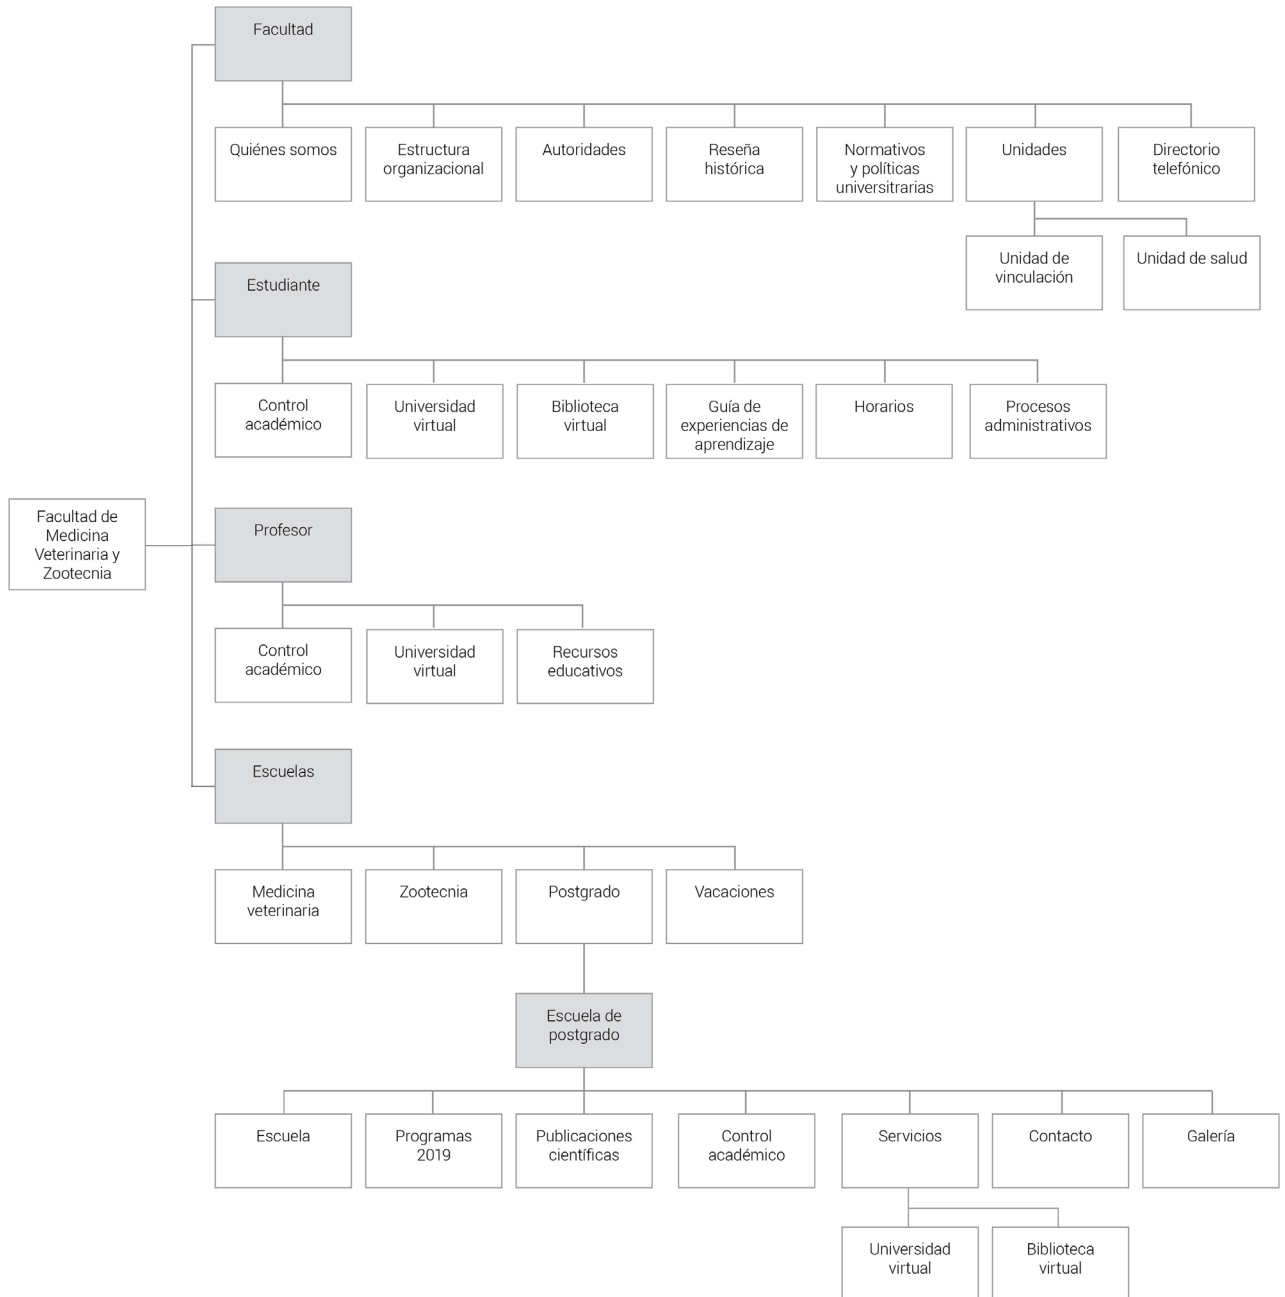 Facultad
Quiénes somos
Estructura
organizacional
Autoridades
Reseña
histórica
Normativos
y políticas
universitrarias
Unidades
Directorio
telefónico
Unidad de
vinculación
Unidad de salud
Estudiante
Control
académico
Universidad
virtual
Biblioteca
virtual
Guía de
experiencias de
aprendizaje
Horarios
Procesos
administrativos
Facultad de
Medicina
Veterinaria y
Zootecnia
Profesor
Control
académico
Universidad
virtual
Recursos
educativos
Escuelas
Medicina
veterinaria
Zootecnia
Postgrado
Vacaciones
Escuela de
postgrado
Escuela
Programas
2019
Publicaciones
científicas
Control
académico
Servicios
Contacto
Galería
Universidad
virtual
Biblioteca
virtual